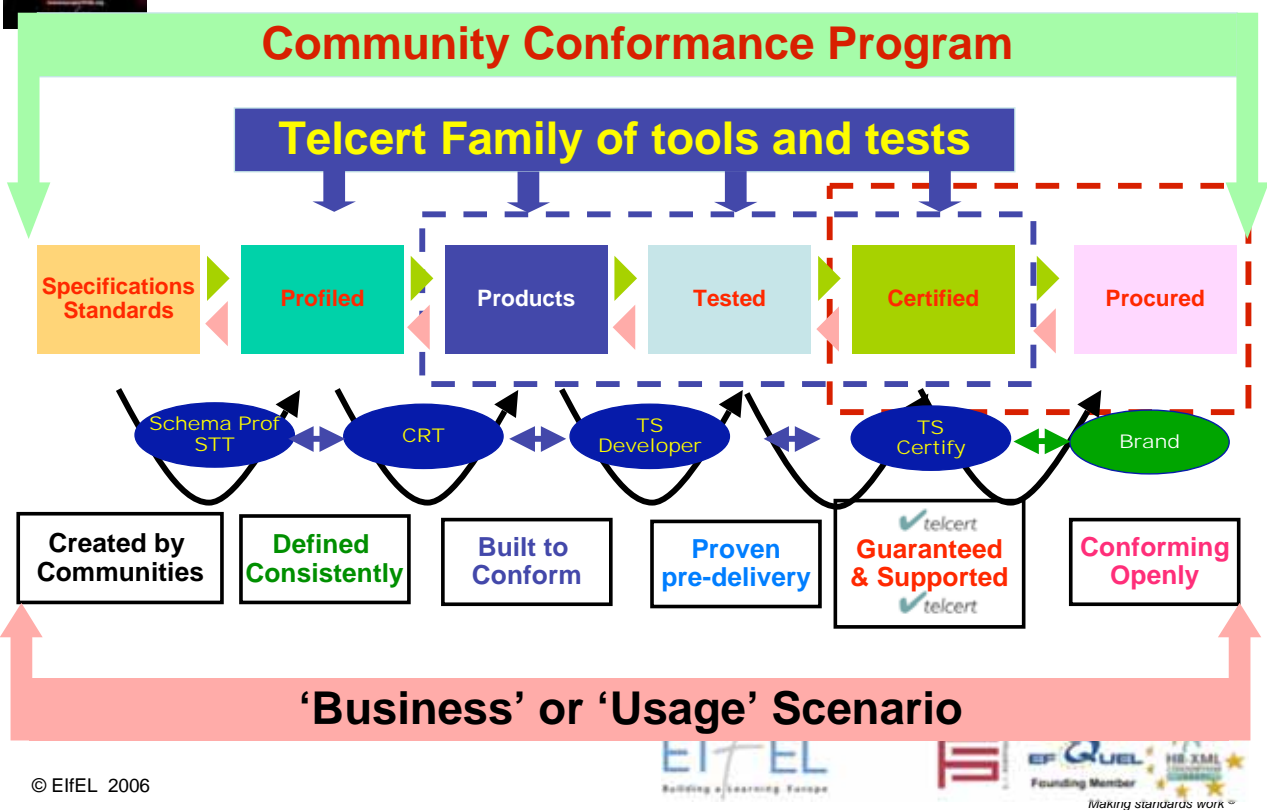 Community Conformance Program
Telcert Family of tools and tests
Specifications
Standards
Profiled
Products
Tested
Certified
Procured
Schema Prof
STT
CRT
TS
Developer
TS
Certify
Brand
Created by
Communities
Defined
Consistently
Built to
Conform
Proven
pre-delivery
telcert
Guaranteed
& Supported
telcert
Conforming
Openly
‘Business’ or ‘Usage’ Scenario
© EIfEL 2006
EIfEL
Building a Learning Europe
EFQUEL
Founding Member
HR-XML
Making standards work ®